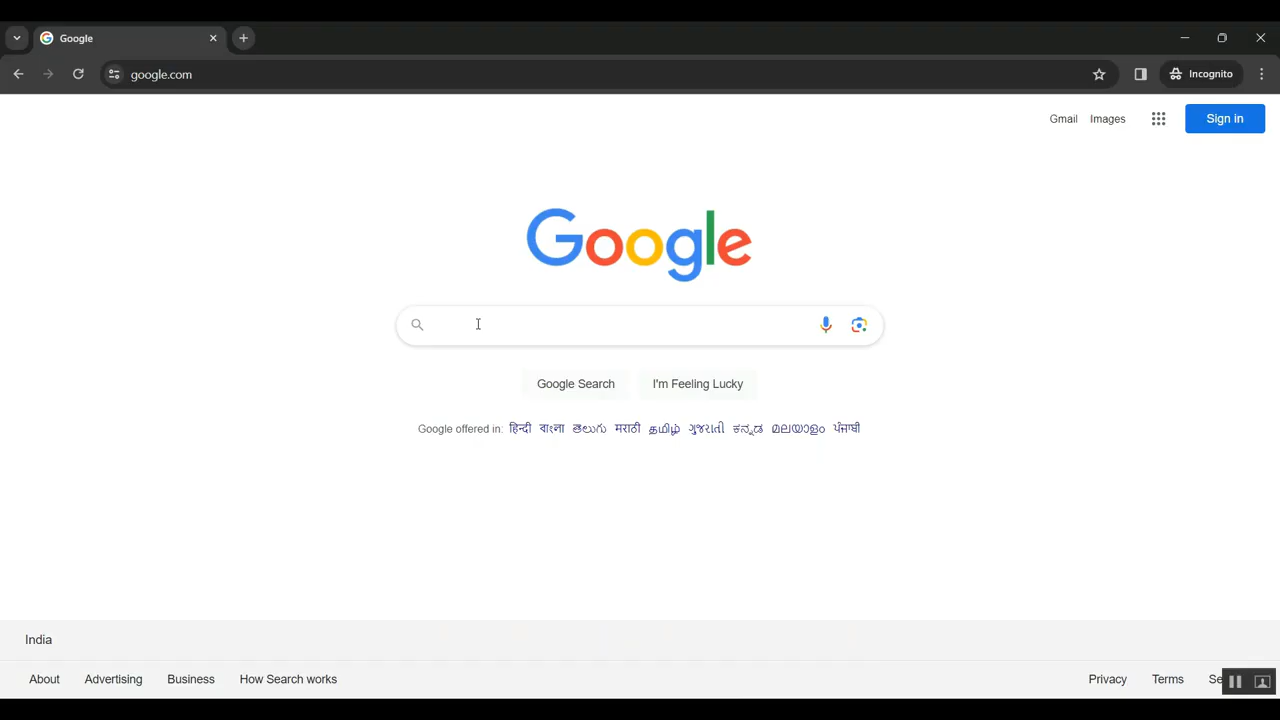 Google
google.com
Incognito
Gmail Images
Sign in
Google
Google Search I'm Feeling Lucky
Google offered in: हिन्दी বাংলা తెలుగు मराठी தமிழ் ગુજરાતી ಕನ್ನಡ മലയാളം ਪੰਜਾਬੀ
India
About Advertising Business How Search works Privacy Terms